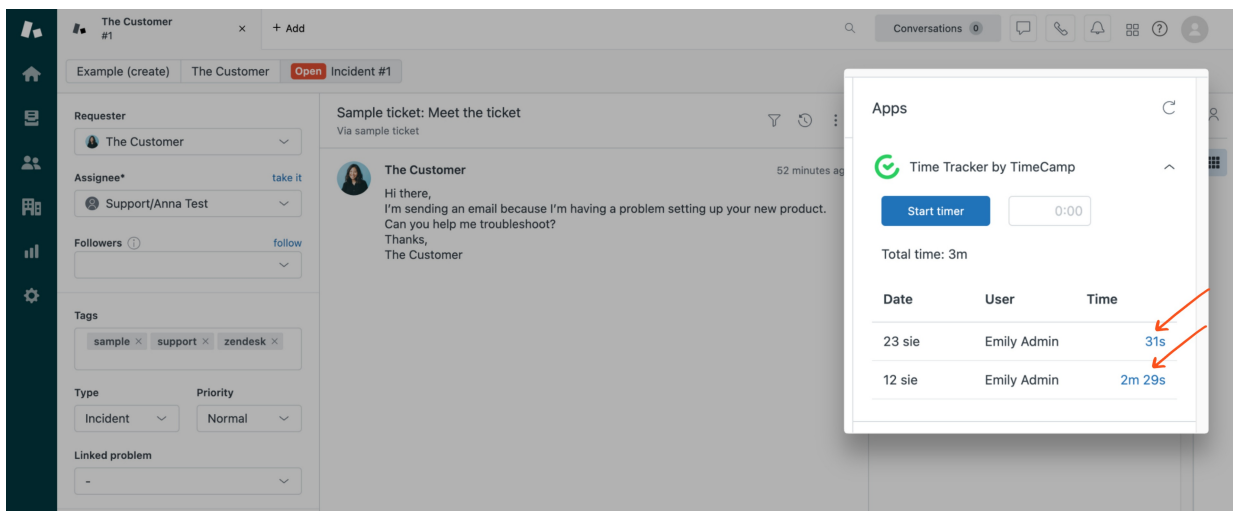 The Customer
#1
×
+ Add
Conversations 0
Example (create)
The Customer
Open Incident #1
Requester
The Customer
Assignee*
take it
Support/Anna Test
Followers
follow
Tags
sample ×
support ×
zendesk ×
Type
Priority
Incident
Normal
Linked problem
-
Sample ticket: Meet the ticket
Via sample ticket
The Customer
52 minutes ag
Hi there,
I'm sending an email because I'm having a problem setting up your new product.
Can you help me troubleshoot?
Thanks,
The Customer
Apps
Time Tracker by TimeCamp
Start timer
0:00
Total time: 3m
Date User Time
23 sie Emily Admin 31s
12 sie Emily Admin 2m 29s